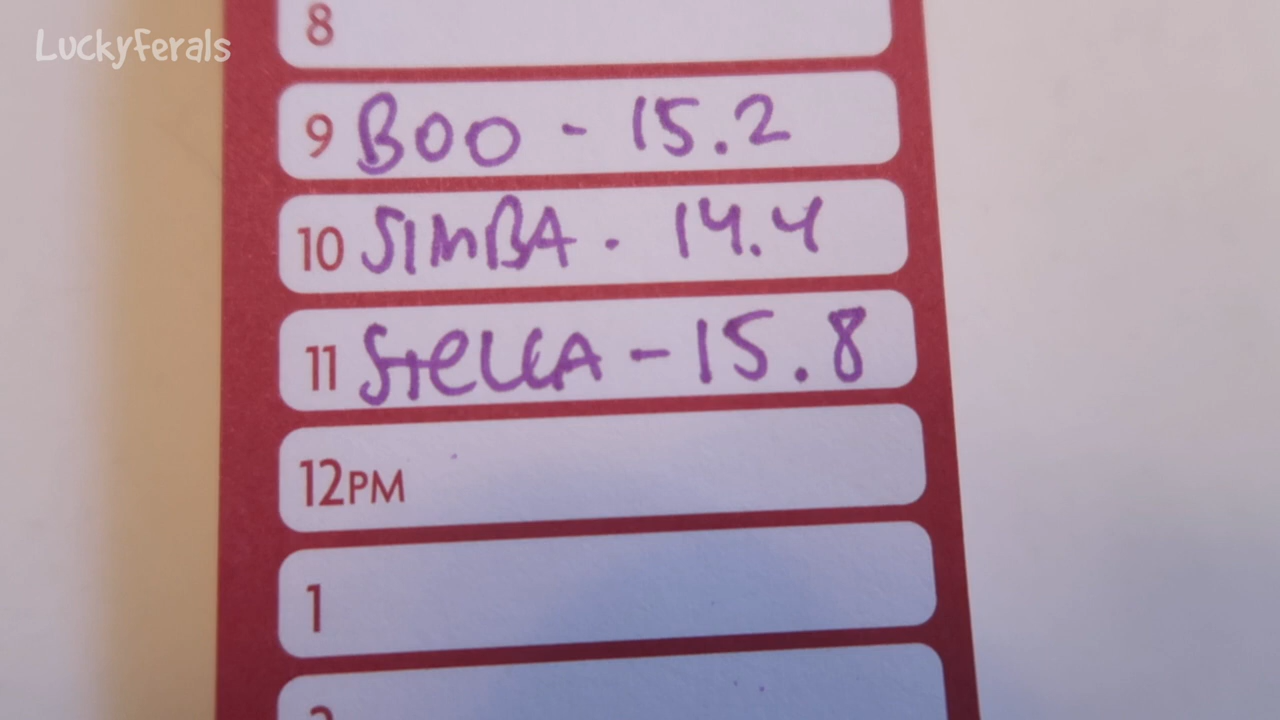 LuckyFerals
8
9 BOO - 15.2
10 SIMBA - 14.4
11 SteLLA - 15.8
12PM
1